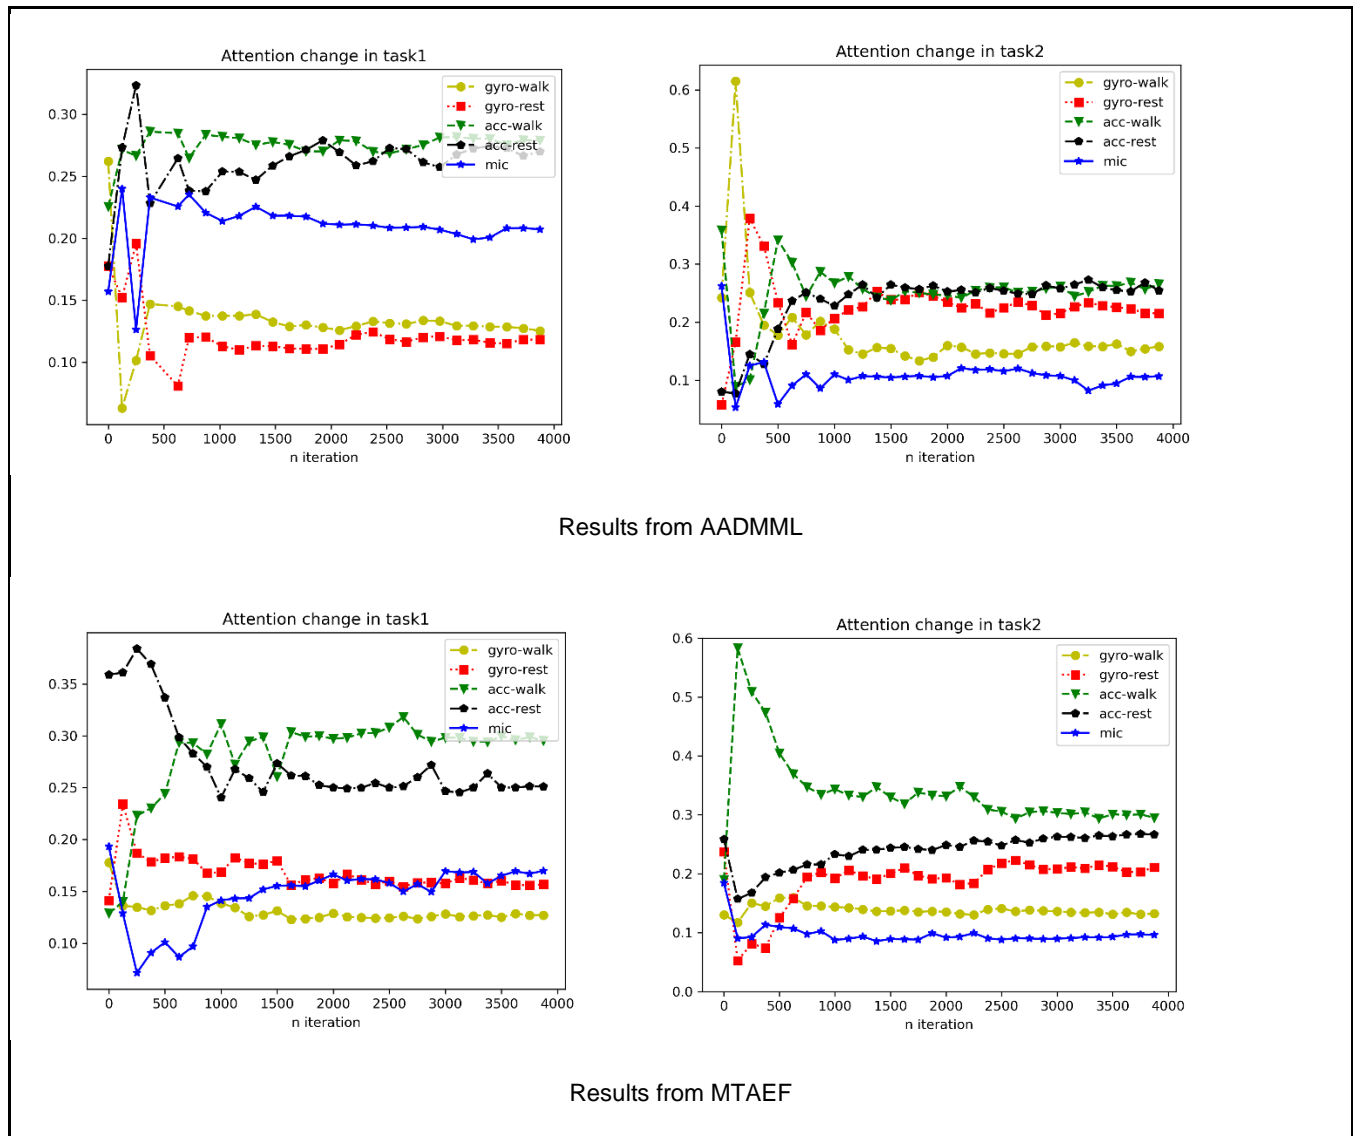 Attention change in task1
0.30
0.25
0.20
0.15
0.10
gyro-walk
gyro-rest
acc-walk
acc-rest
mic
0 500 1000 1500 2000 2500 3000 3500 4000
n iteration
Attention change in task2
0.6
0.5
0.4
0.3
0.2
0.1
gyro-walk
gyro-rest
acc-walk
acc-rest
mic
0 500 1000 1500 2000 2500 3000 3500 4000
n iteration
Results from AADMML
Attention change in task1
0.35
0.30
0.25
0.20
0.15
0.10
gyro-walk
gyro-rest
acc-walk
acc-rest
mic
0 500 1000 1500 2000 2500 3000 3500 4000
n iteration
Attention change in task2
0.6
0.5
0.4
0.3
0.2
0.1
0.0
gyro-walk
gyro-rest
acc-walk
acc-rest
mic
0 500 1000 1500 2000 2500 3000 3500 4000
n iteration
Results from MTAEF